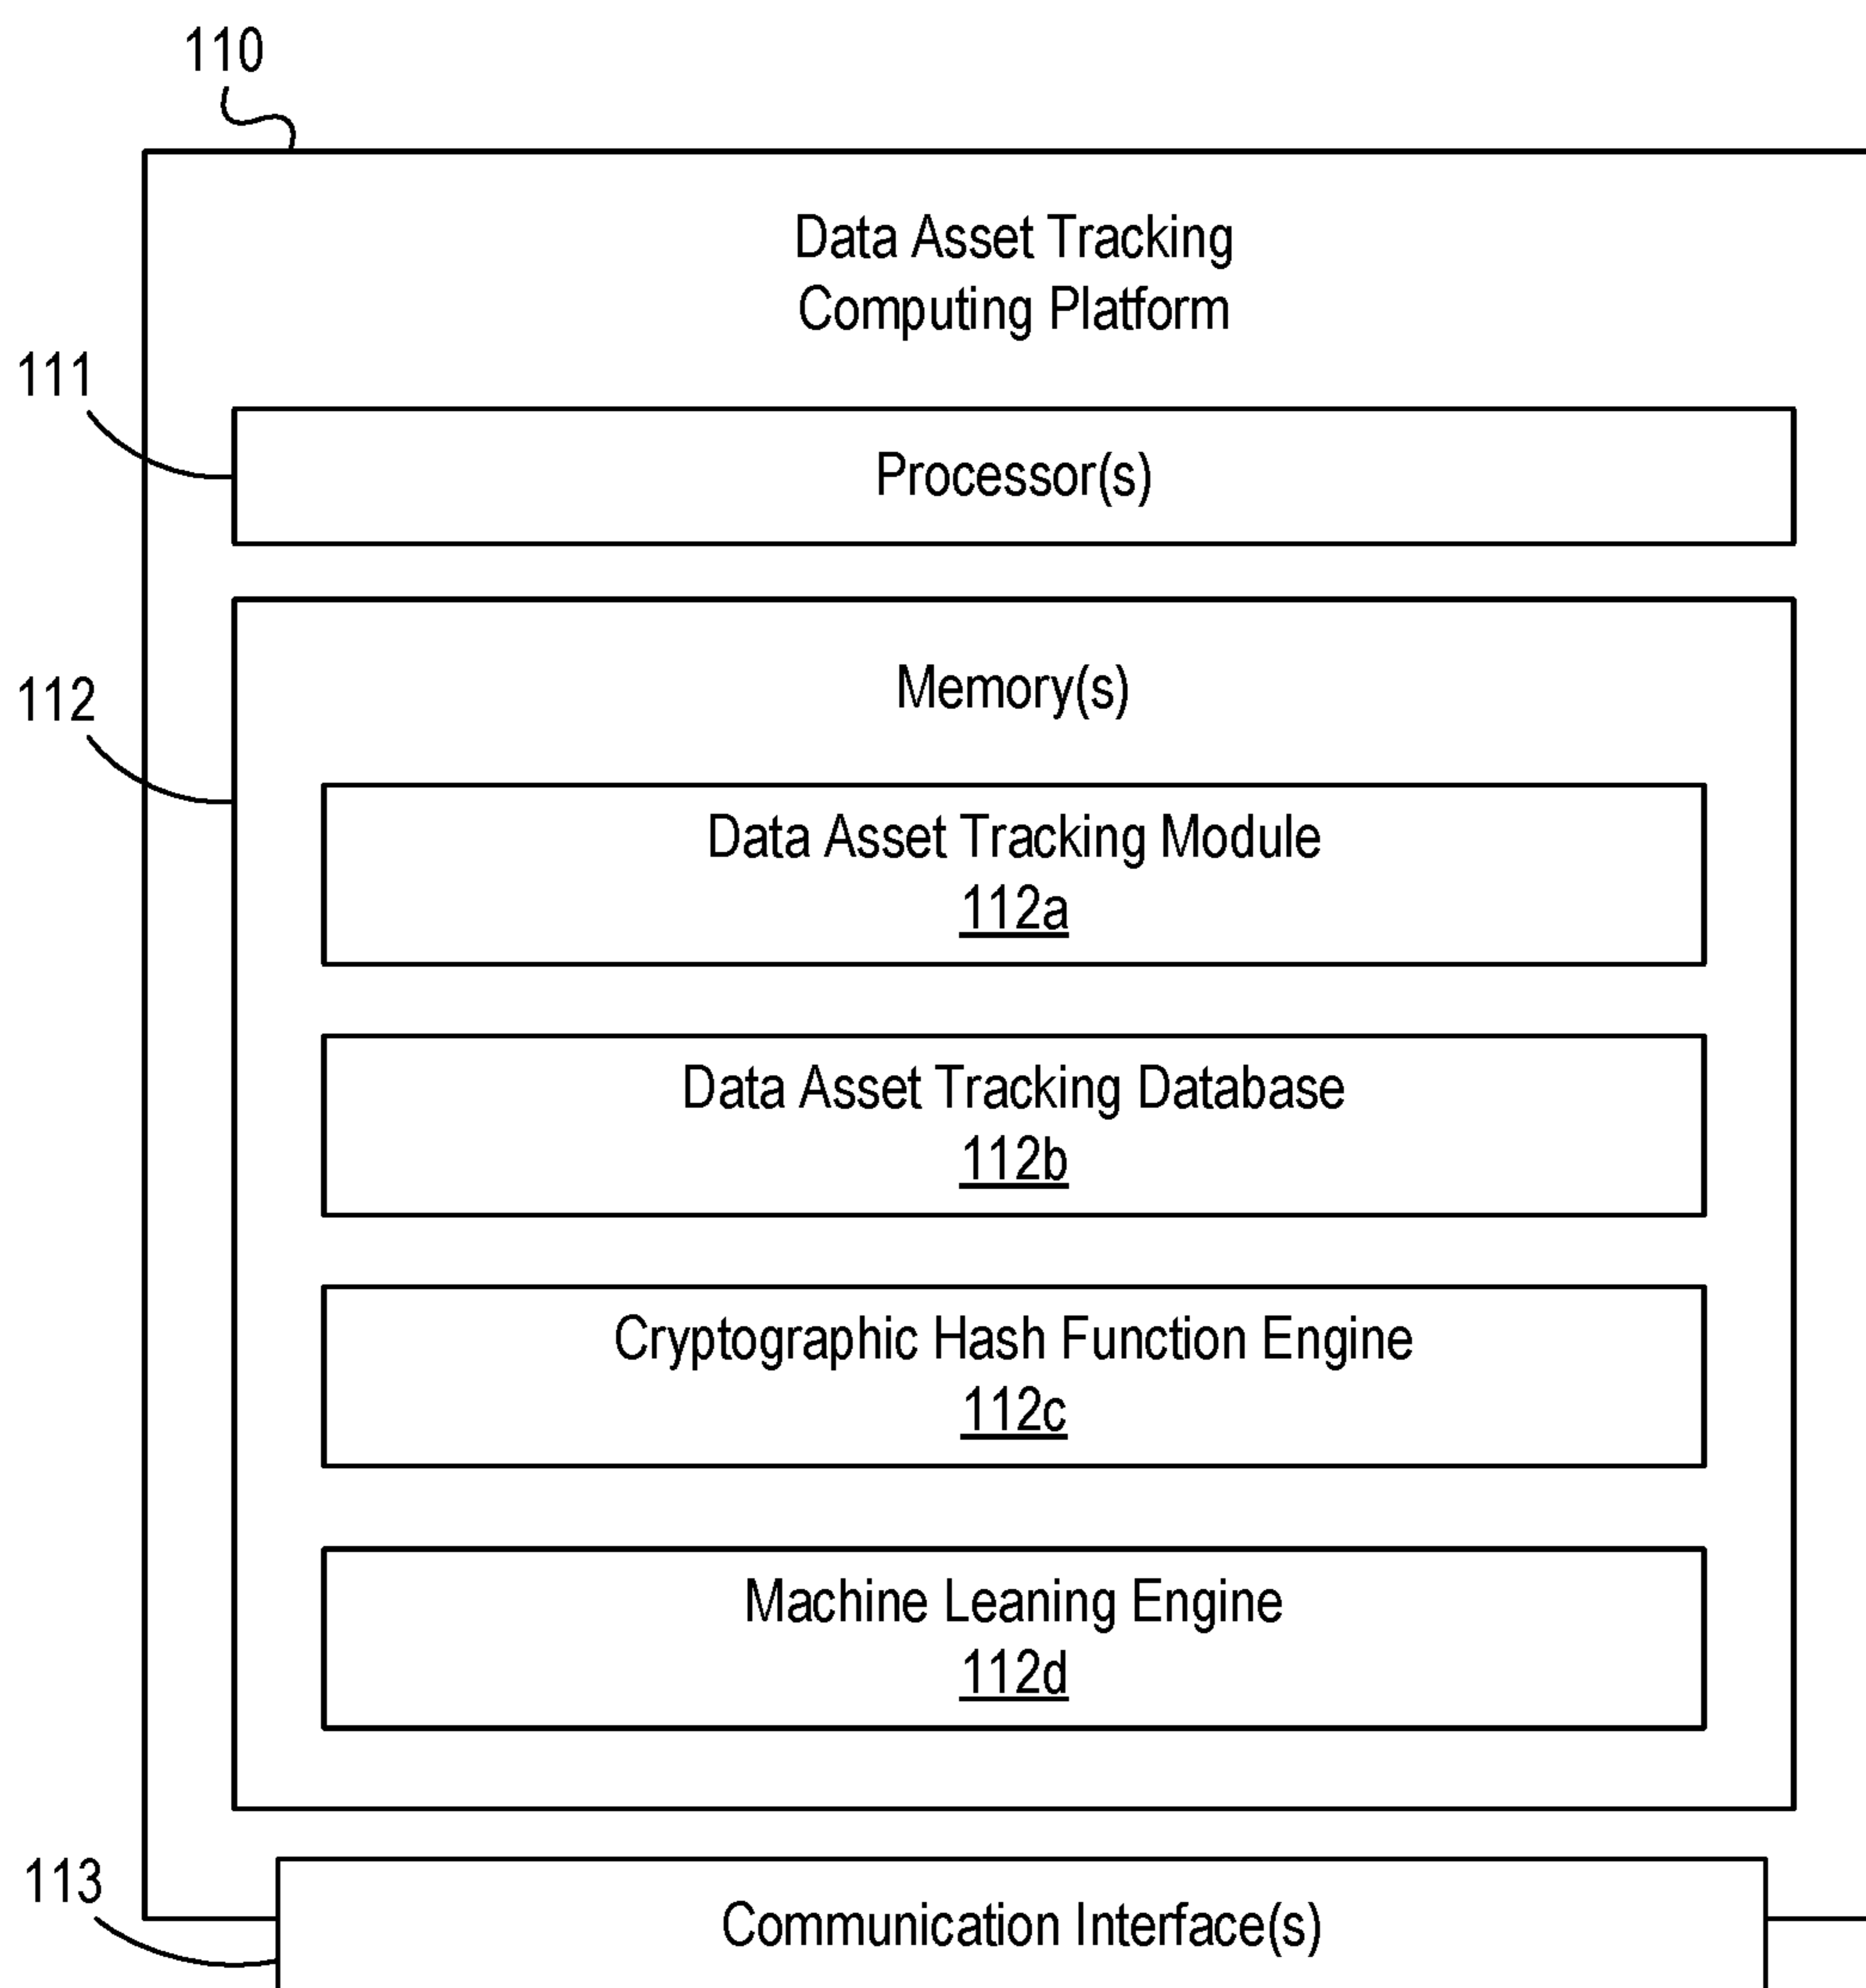 110
Data Asset Tracking
Computing Platform
111
Processor(s)
112
Memory(s)
Data Asset Tracking Module
112a
Data Asset Tracking Database
112b
Cryptographic Hash Function Engine
112c
Machine Leaning Engine
112d
113
Communication Interface(s)